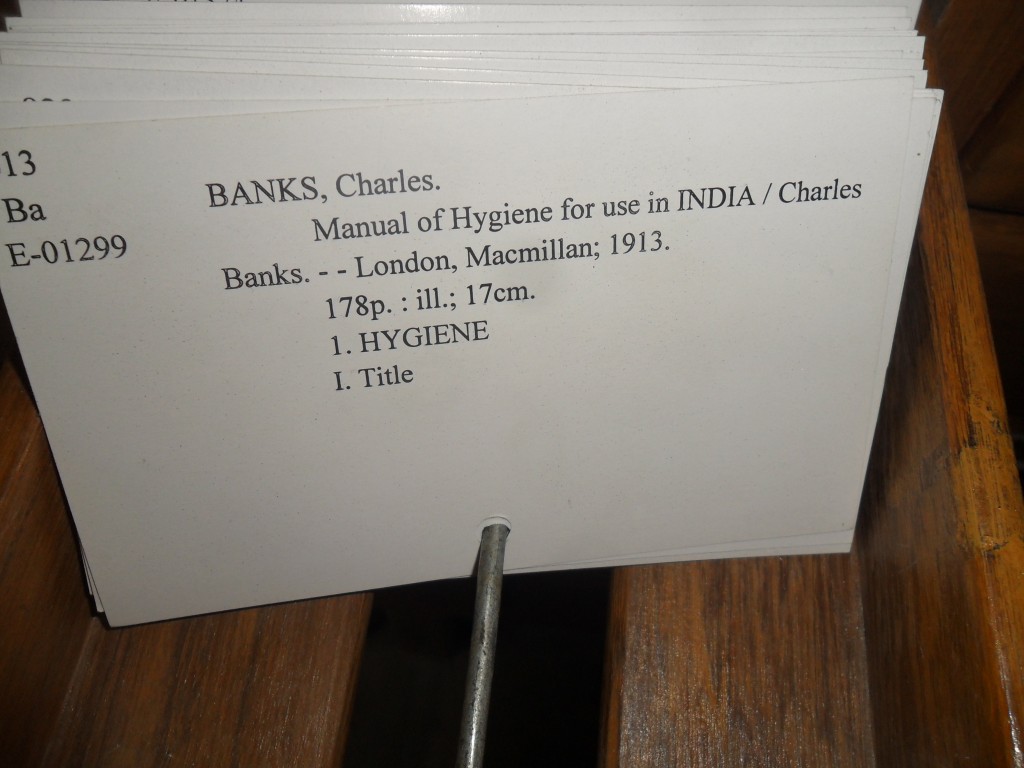 13
Ba
E-01299
BANKS, Charles.
Manual of Hygiene for use in INDIA / Charles
Banks. - - London, Macmillan; 1913.
178p. : ill.; 17cm.
1. HYGIENE
I. Title